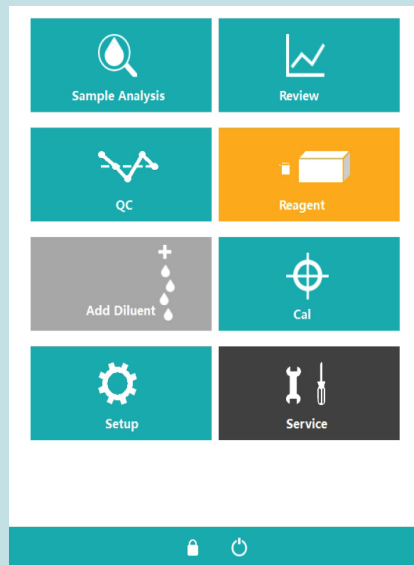 Sample Analysis
Review
QC
Reagent
Add Diluent
Cal
Setup
Service